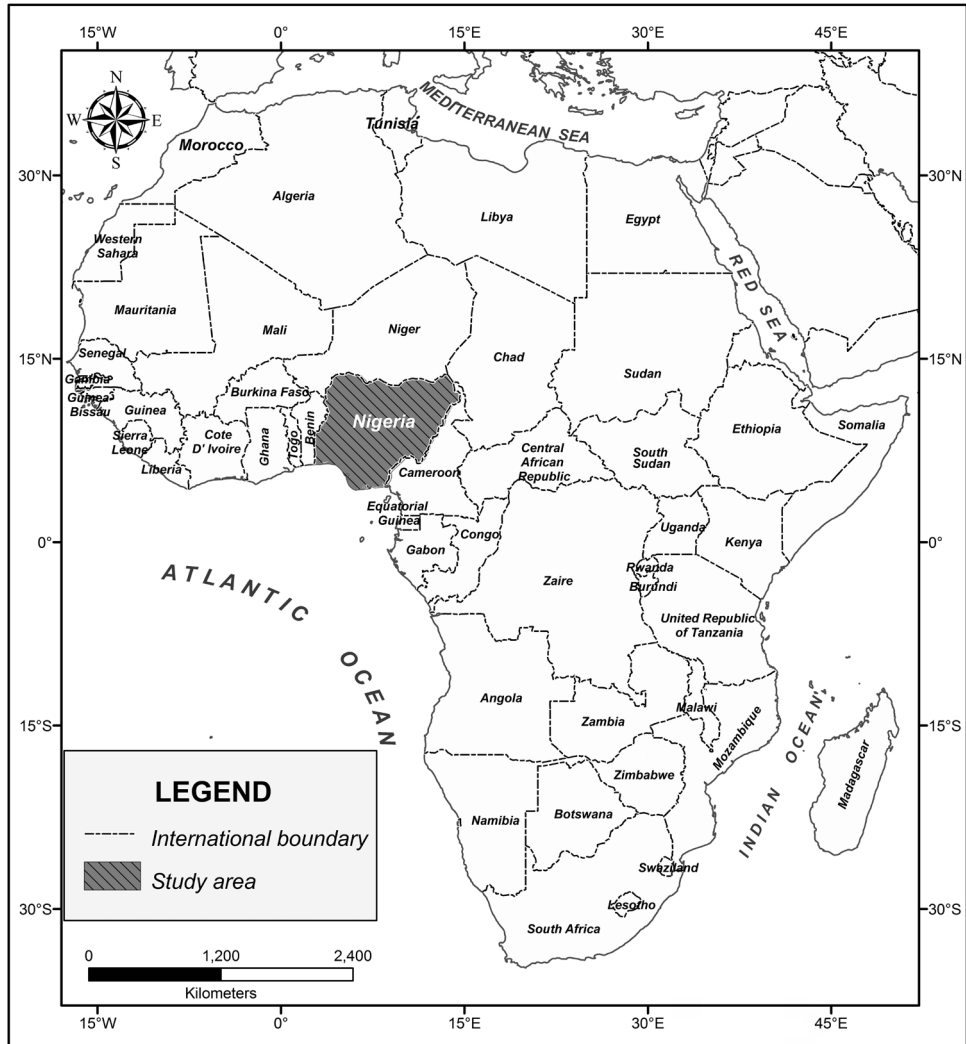 15°W 0° 15°E 30°E 45°E
N
W E
S
MEDITERRANEAN SEA
Tunisia
Morocco
30°N 30°N
Algeria
Libya
Egypt
Western
Sahara
RED SEA
Mauritania
Mali
Niger
Chad
Sudan
15°N 15°N
Senegal
Gambia
Guinea-
Bissau
Guinea
Burkina Faso
Nigeria
Benin
Togo
Ghana
Cote
D' Ivoire
Sierra
Leone
Liberia
Cameroon
Central
African
Republic
South
Sudan
Ethiopia
Somalia
Equatorial
Guinea
Congo
Gabon
Uganda
Kenya
0° 0°
Zaire
Rwanda
Burundi
United Republic
of Tanzania
ATLANTIC
OCEAN
Angola
Zambia
Malawi
Mozambique
INDIAN OCEAN
Madagascar
15°S 15°S
Zimbabwe
Namibia
Botswana
Swaziland
Lesotho
South Africa
30°S 30°S
LEGEND
International boundary
Study area
0 1,200 2,400
Kilometers
15°W 0° 15°E 30°E 45°E